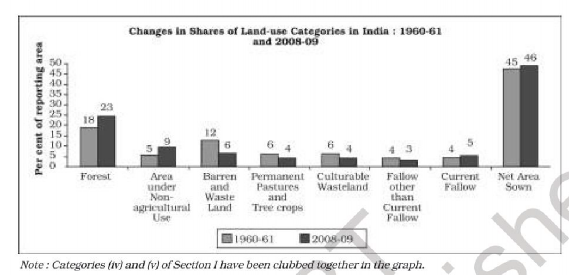 Changes in Shares of Land-use Categories in India : 1960-61
and 2008-09
Per cent of reporting area
50
45
40
35
30
25
20
15
10
5
0
18 23
5 9
12 6
6 4
6 4
4 3
4 5
45 46
Forest
Area
under
Non-
agricultural
Use
Barren
and
Waste
Land
Permanent
Pastures
and
Tree crops
Culturable
Wasteland
Fallow
other
than
Current
Fallow
Current
Fallow
Net Area
Sown
1960-61 2008-09
Note : Categories (iv) and (v) of Section I have been clubbed together in the graph.